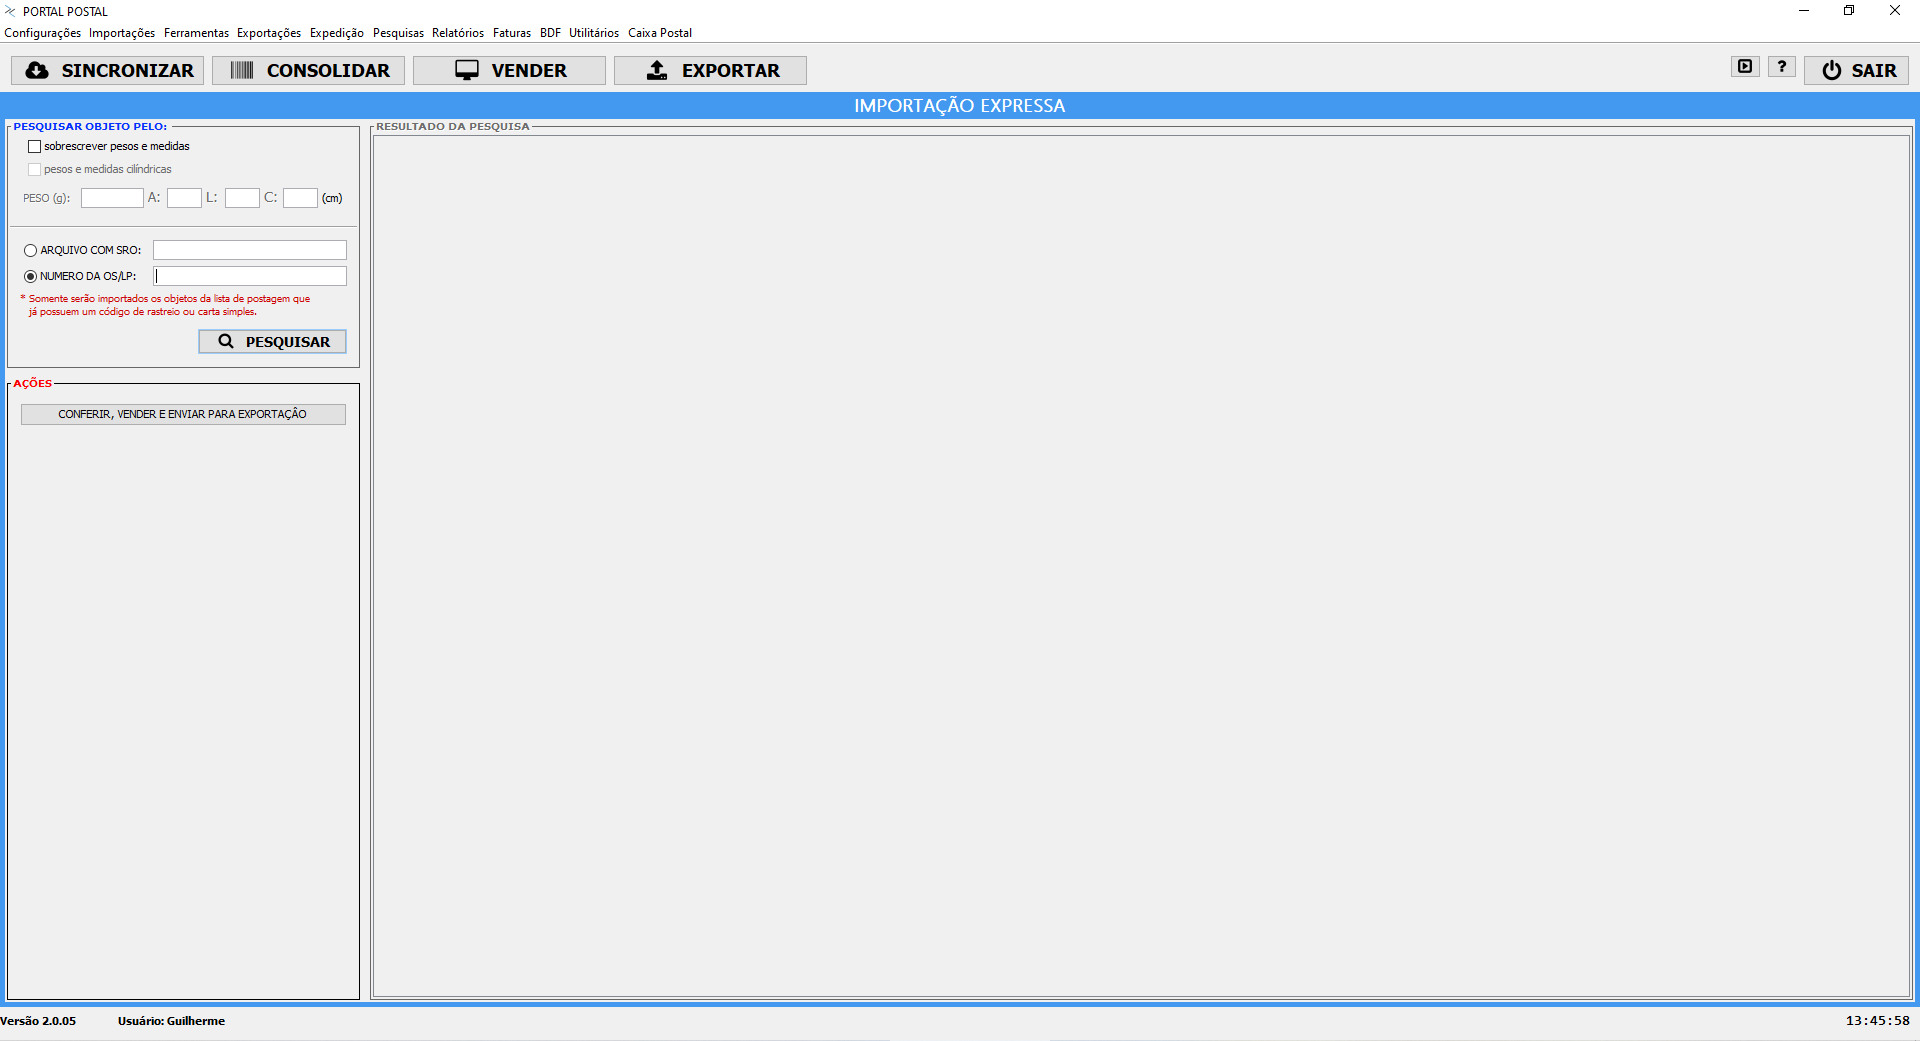 PORTAL POSTAL
Configurações Importações Ferramentas Exportações Expedição Pesquisas Relatórios Faturas BDF Utilitários Caixa Postal
SINCRONIZAR CONSOLIDAR VENDER EXPORTAR ? SAIR
IMPORTAÇÃO EXPRESSA
PESQUISAR OBJETO PELO:
sobrescrever pesos e medidas
pesos e medidas cilíndricas
PESO (g): A: L: C: (cm)
ARQUIVO COM SRO:
NUMERO DA OS/LP:
* Somente serão importados os objetos da lista de postagem que
já possuem um código de rastreio ou carta simples.
PESQUISAR
AÇÕES
CONFERIR, VENDER E ENVIAR PARA EXPORTAÇÂO
RESULTADO DA PESQUISA
Versão 2.0.05 Usuário: Guilherme 13:45:58